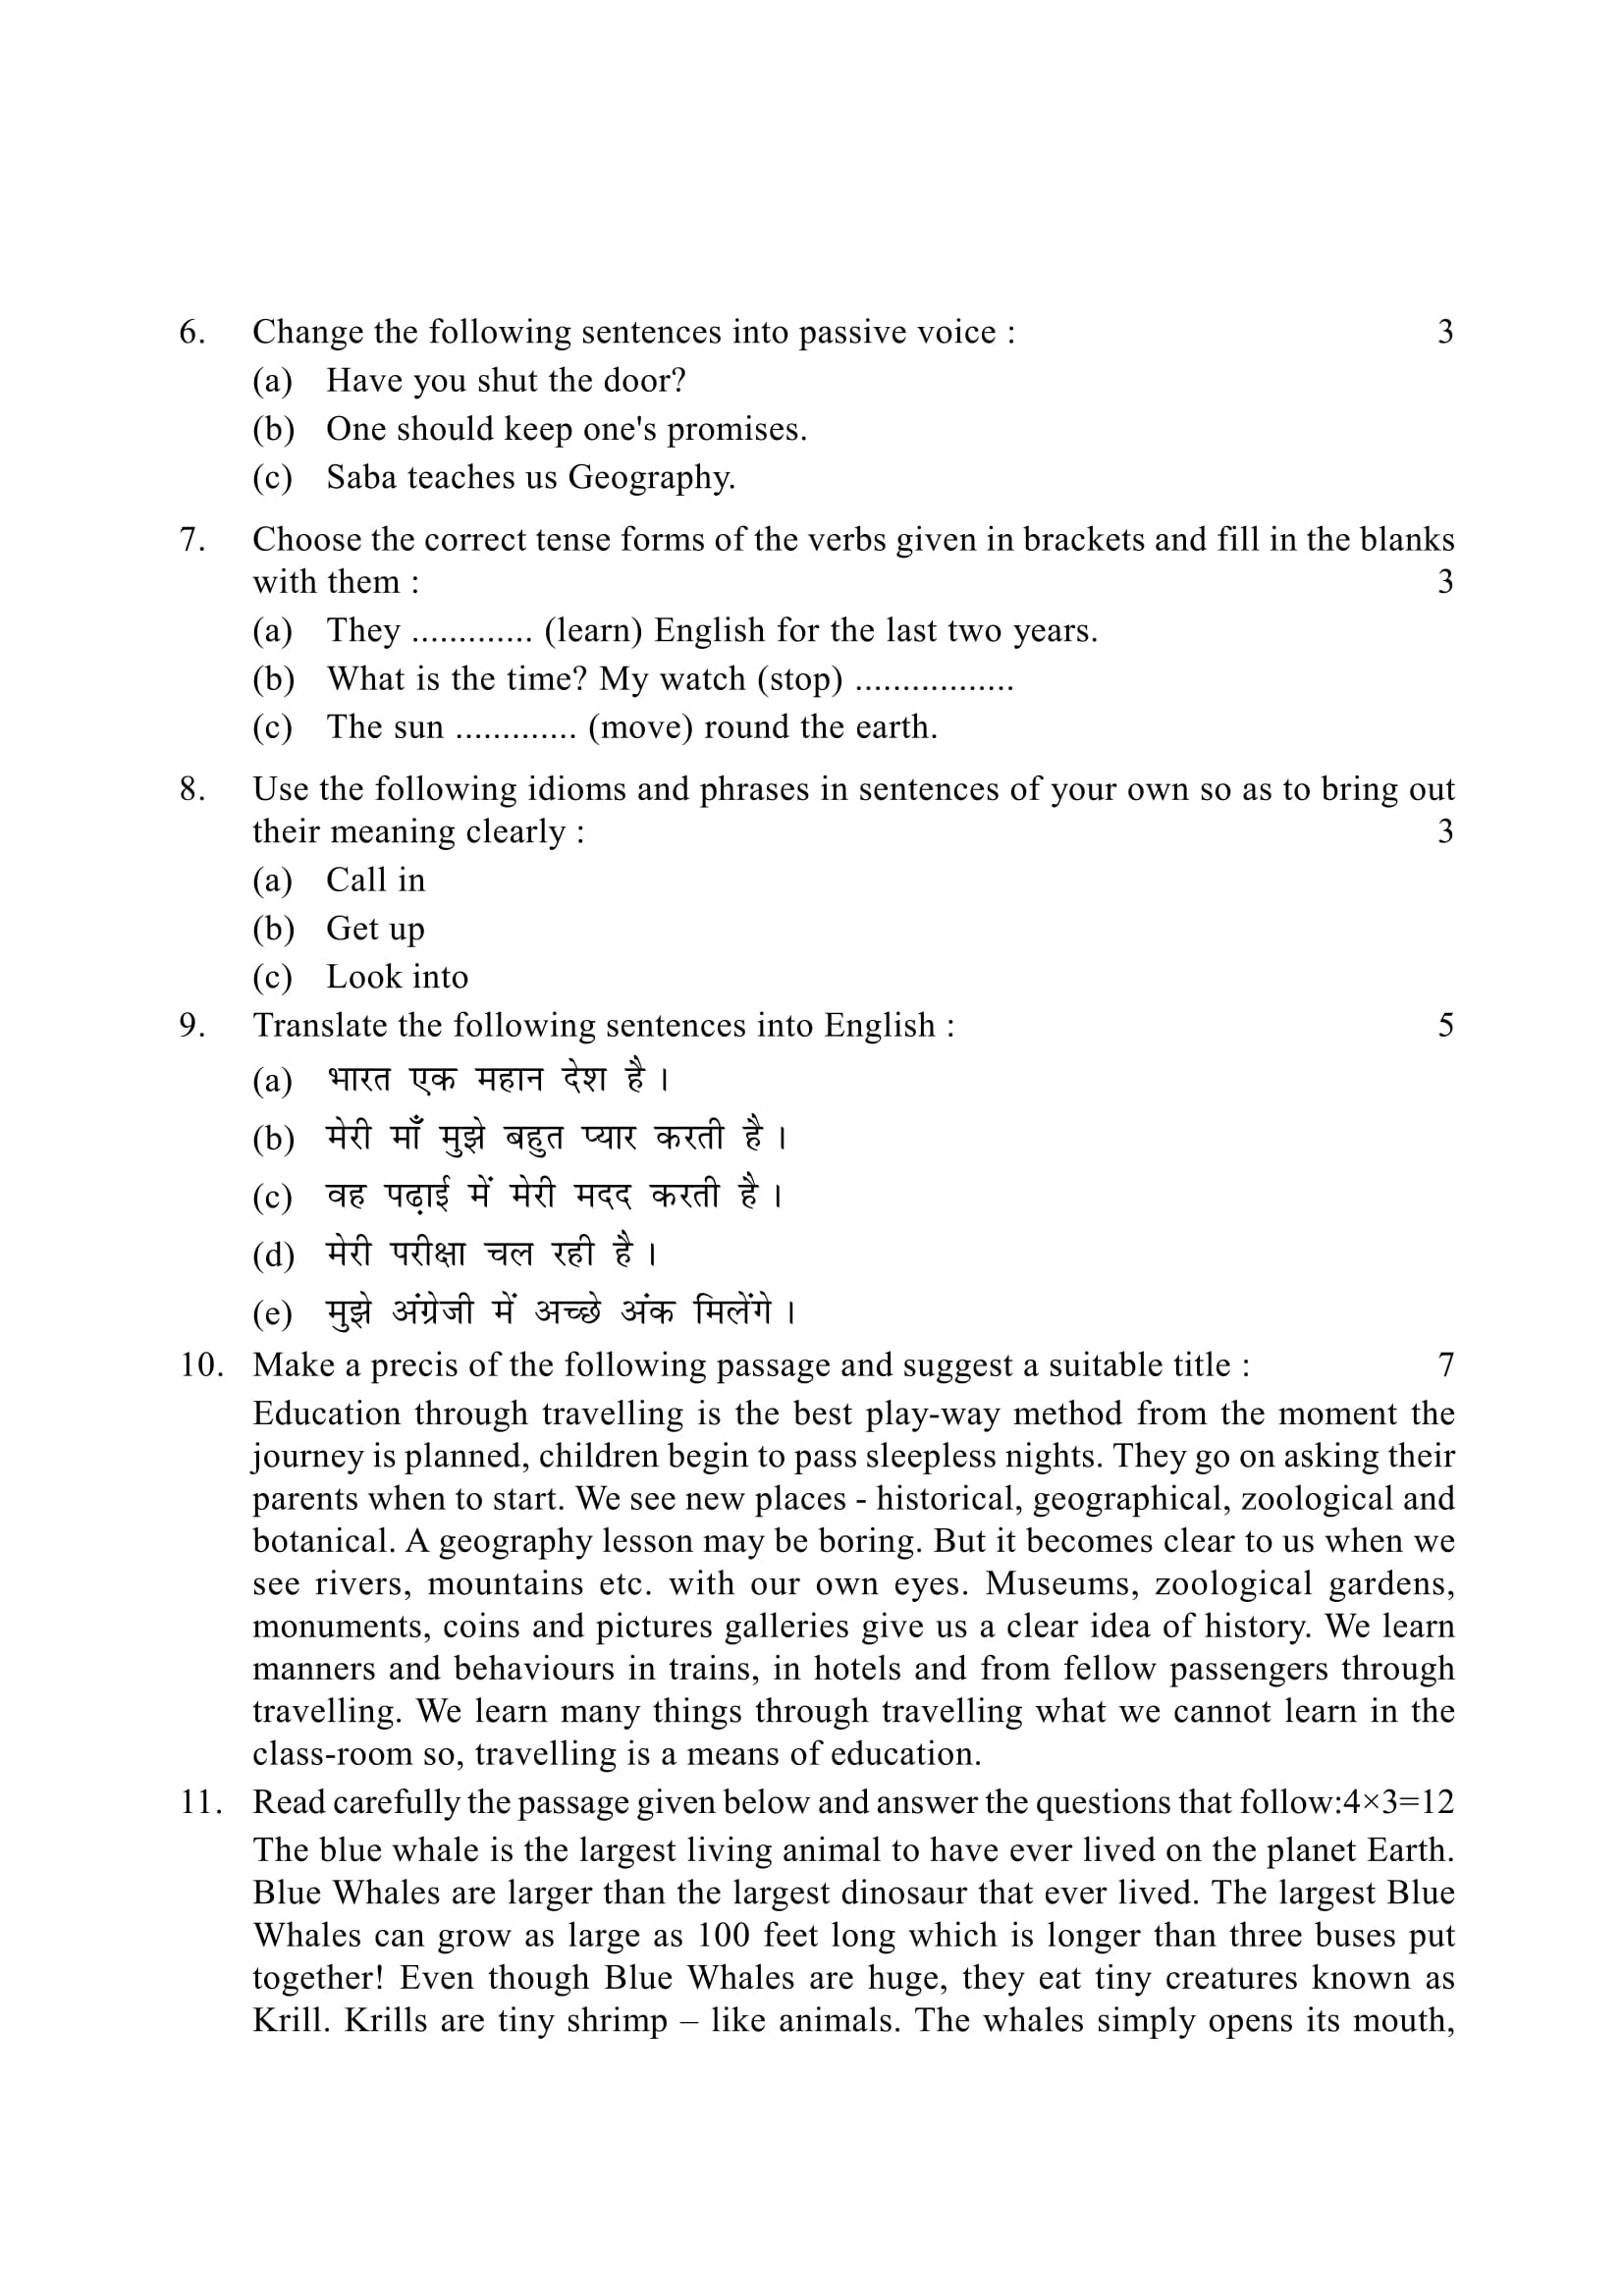 6. Change the following sentences into passive voice : 3
(a) Have you shut the door?
(b) One should keep one's promises.
(c) Saba teaches us Geography.
7. Choose the correct tense forms of the verbs given in brackets and fill in the blanks
with them : 3
(a) They ............. (learn) English for the last two years.
(b) What is the time? My watch (stop) .................
(c) The sun ............. (move) round the earth.
8. Use the following idioms and phrases in sentences of your own so as to bring out
their meaning clearly : 3
(a) Call in
(b) Get up
(c) Look into
9. Translate the following sentences into English : 5
(a) भारत एक महान देश है ।
(b) मेरी माँ मुझे बहुत प्यार करती है ।
(c) वह पढ़ाई में मेरी मदद करती है ।
(d) मेरी परीक्षा चल रही है ।
(e) मुझे अंग्रेजी में अच्छे अंक मिलेंगे ।
10. Make a precis of the following passage and suggest a suitable title : 7
Education through travelling is the best play-way method from the moment the
journey is planned, children begin to pass sleepless nights. They go on asking their
parents when to start. We see new places - historical, geographical, zoological and
botanical. A geography lesson may be boring. But it becomes clear to us when we
see rivers, mountains etc. with our own eyes. Museums, zoological gardens,
monuments, coins and pictures galleries give us a clear idea of history. We learn
manners and behaviours in trains, in hotels and from fellow passengers through
travelling. We learn many things through travelling what we cannot learn in the
class-room so, travelling is a means of education.
11. Read carefully the passage given below and answer the questions that follow:4×3=12
The blue whale is the largest living animal to have ever lived on the planet Earth.
Blue Whales are larger than the largest dinosaur that ever lived. The largest Blue
Whales can grow as large as 100 feet long which is longer than three buses put
together! Even though Blue Whales are huge, they eat tiny creatures known as
Krill. Krills are tiny shrimp – like animals. The whales simply opens its mouth,